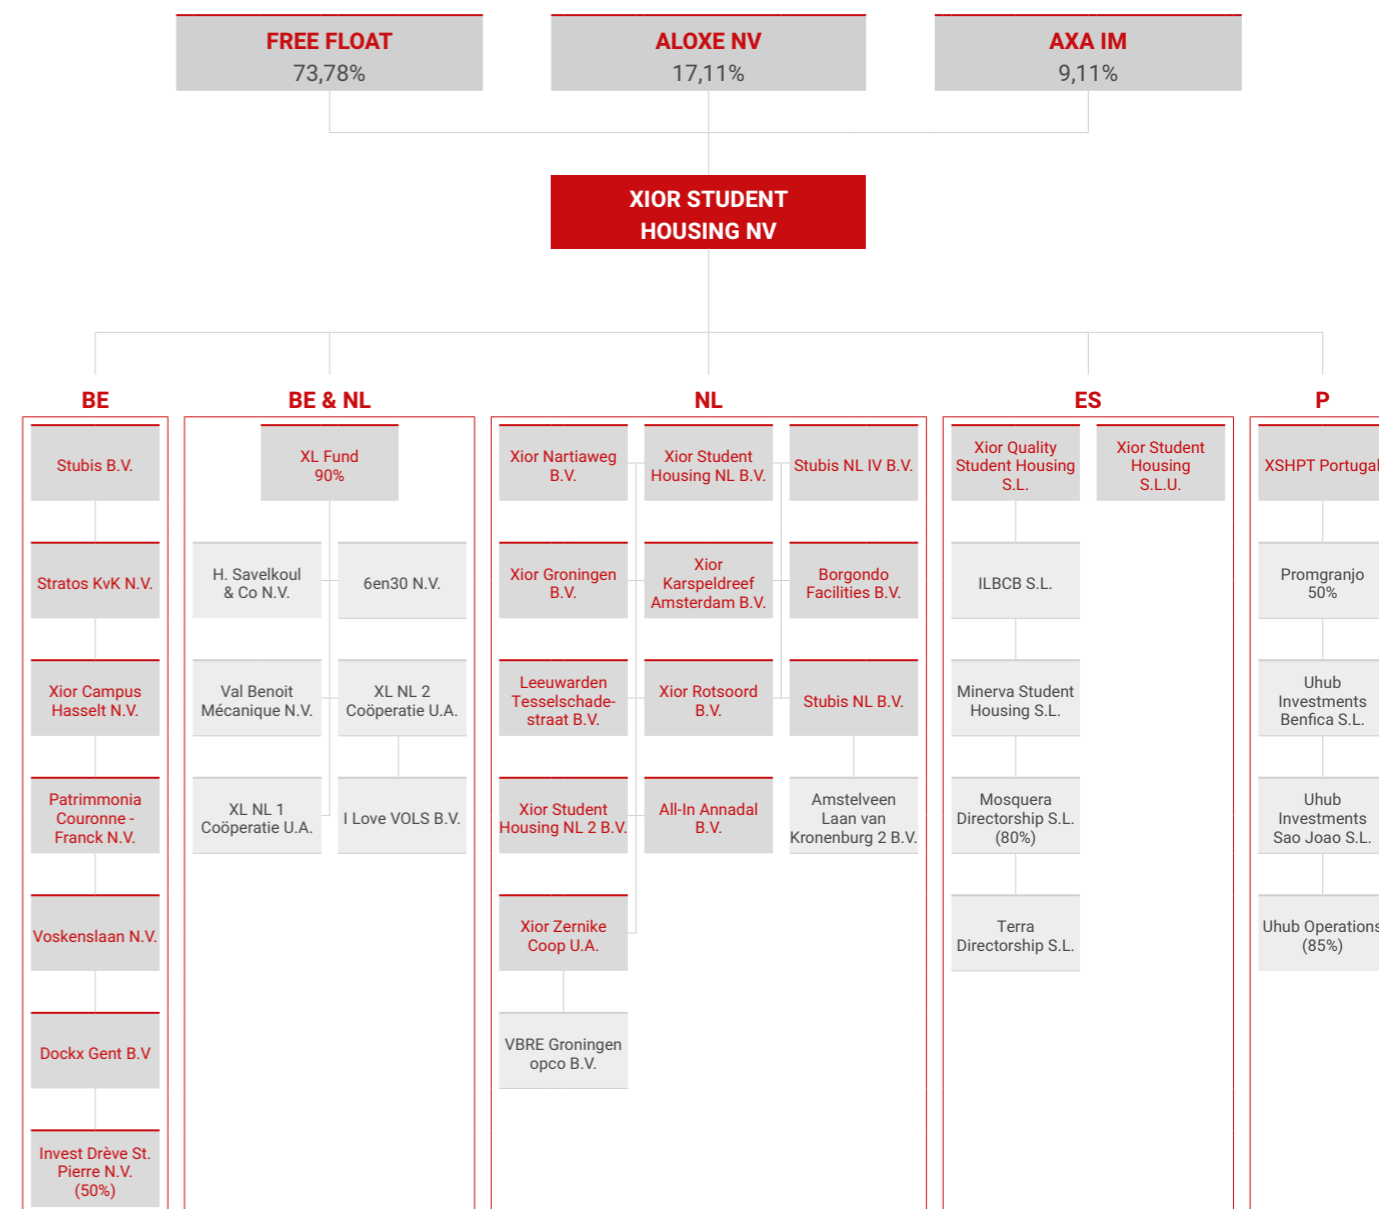 FREE FLOAT
73,78%
ALOXE NV
17,11%
AXA IM
9,11%
XIOR STUDENT
HOUSING NV
BE
Stubis B.V.
Stratos KvK N.V.
Xior Campus
Hasselt N.V.
Patrimmonia
Couronne -
Franck N.V.
Voskenslaan N.V.
Dockx Gent B.V
Invest Drève St.
Pierre N.V.
(50%)
BE & NL
XL Fund
90%
H. Savelkoul
& Co N.V.
6en30 N.V.
Val Benoit
Mécanique N.V.
XL NL 2
Coöperatie U.A.
XL NL 1
Coöperatie U.A.
I Love VOLS B.V.
NL
Xior Nartiaweg
B.V.
Xior Student
Housing NL B.V.
Stubis NL IV B.V.
Xior Groningen
B.V.
Xior
Karspeldreef
Amsterdam B.V.
Borgondo
Facilities B.V.
Leeuwarden
Tesselschade-
straat B.V.
Xior Rotsoord
B.V.
Stubis NL B.V.
Xior Student
Housing NL 2 B.V.
All-In Annadal
B.V.
Amstelveen
Laan van
Kronenburg 2 B.V.
Xior Zernike
Coop U.A.
VBRE Groningen
opco B.V.
ES
Xior Quality
Student Housing
S.L.
Xior Student
Housing
S.L.U.
ILBCB S.L.
Minerva Student
Housing S.L.
Mosquera
Directorship S.L.
(80%)
Terra
Directorship S.L.
P
XSHPT Portugal
Promgranjo
50%
Uhub
Investments
Benfica S.L.
Uhub
Investments
Sao Joao S.L.
Uhub Operations
(85%)